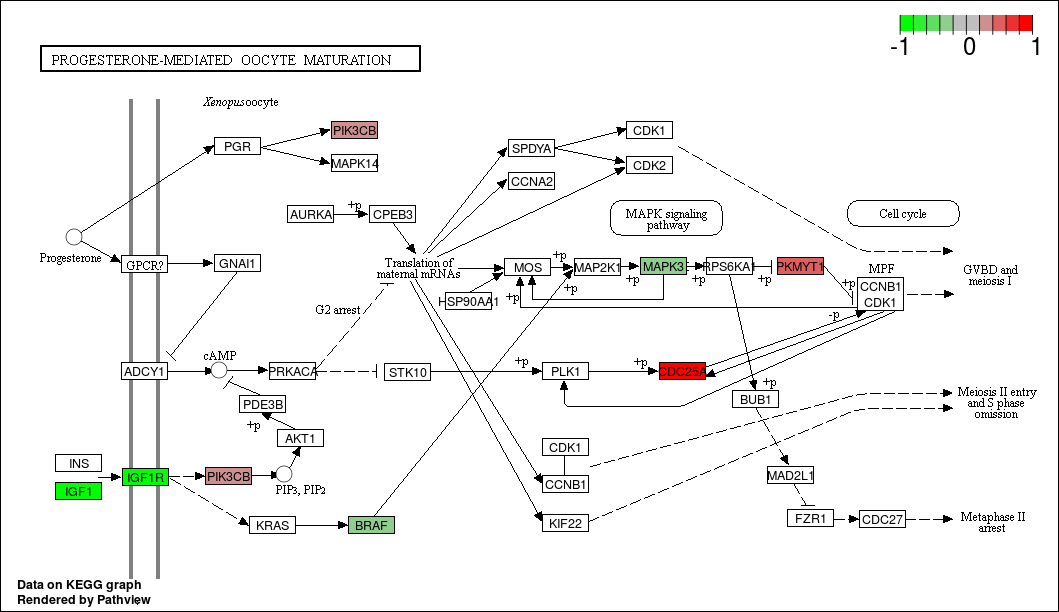 -1 0 1
PROGESTERONE-MEDIATED OOCYTE MATURATION
Xenopus oocyte
PIK3CB
PGR
MAPK14
CDK1
SPDYA
CDK2
CCNA2
AURKA
+p
CPEB3
MAPK signaling
pathway
Cell cycle
Progesterone
GPCR?
GNAI1
Translation of
maternal mRNAs
MOS
+p
MAP2K1
MAPK3
+p
RPS6KA1
+p
PKMYT1
+p
MPF
CCNB1
CDK1
GVBD and
meiosis I
HSP90AA1
+p
+p
-p
G2 arrest
cAMP
ADCY1
PRKACA
STK10
+p
PLK1
+p
CDC25A
PDE3B
+p
AKT1
+p
BUB1
Meiosis II entry
and S phase
omission
CDK1
CCNB1
INS
IGF1
IGF1R
PIK3CB
PIP3, PIP2
MAD2L1
KRAS
BRAF
KIF22
FZR1
CDC27
Metaphase II
arrest
Data on KEGG graph
Rendered by Pathview